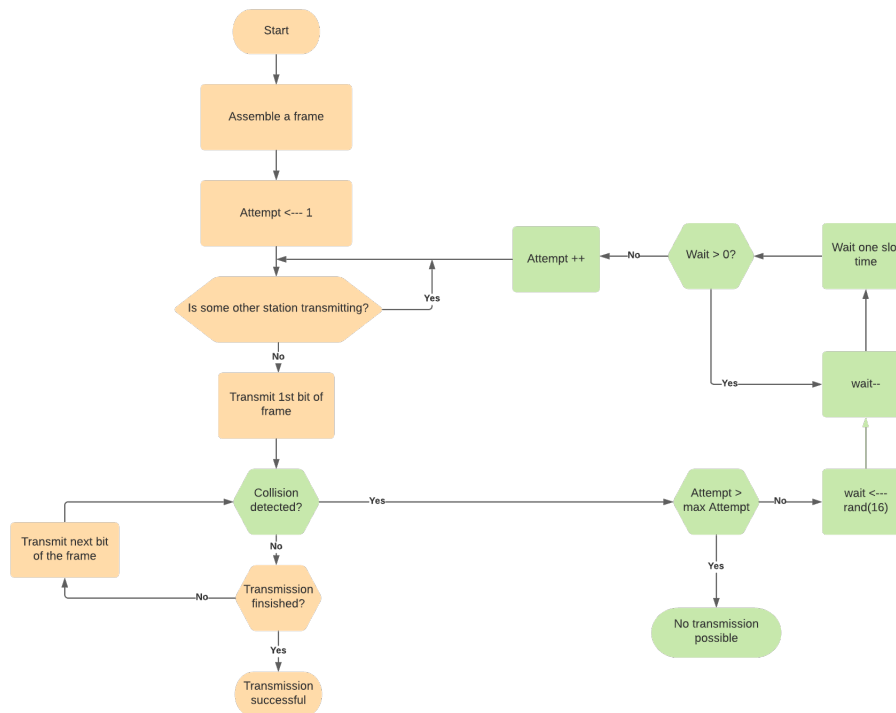 Start
Assemble a frame
Attempt <--- 1
Is some other station transmitting?
Yes
No
Transmit 1st bit of
frame
Collision
detected?
Yes
No
Transmit next bit
of the frame
Transmission
finsished?
No
Yes
Transmission
successful
Attempt >
max Attempt
No
Yes
No transmission
possible
wait <---
rand(16)
wait--
Wait one slo
time
Wait > 0?
Yes
No
Attempt ++